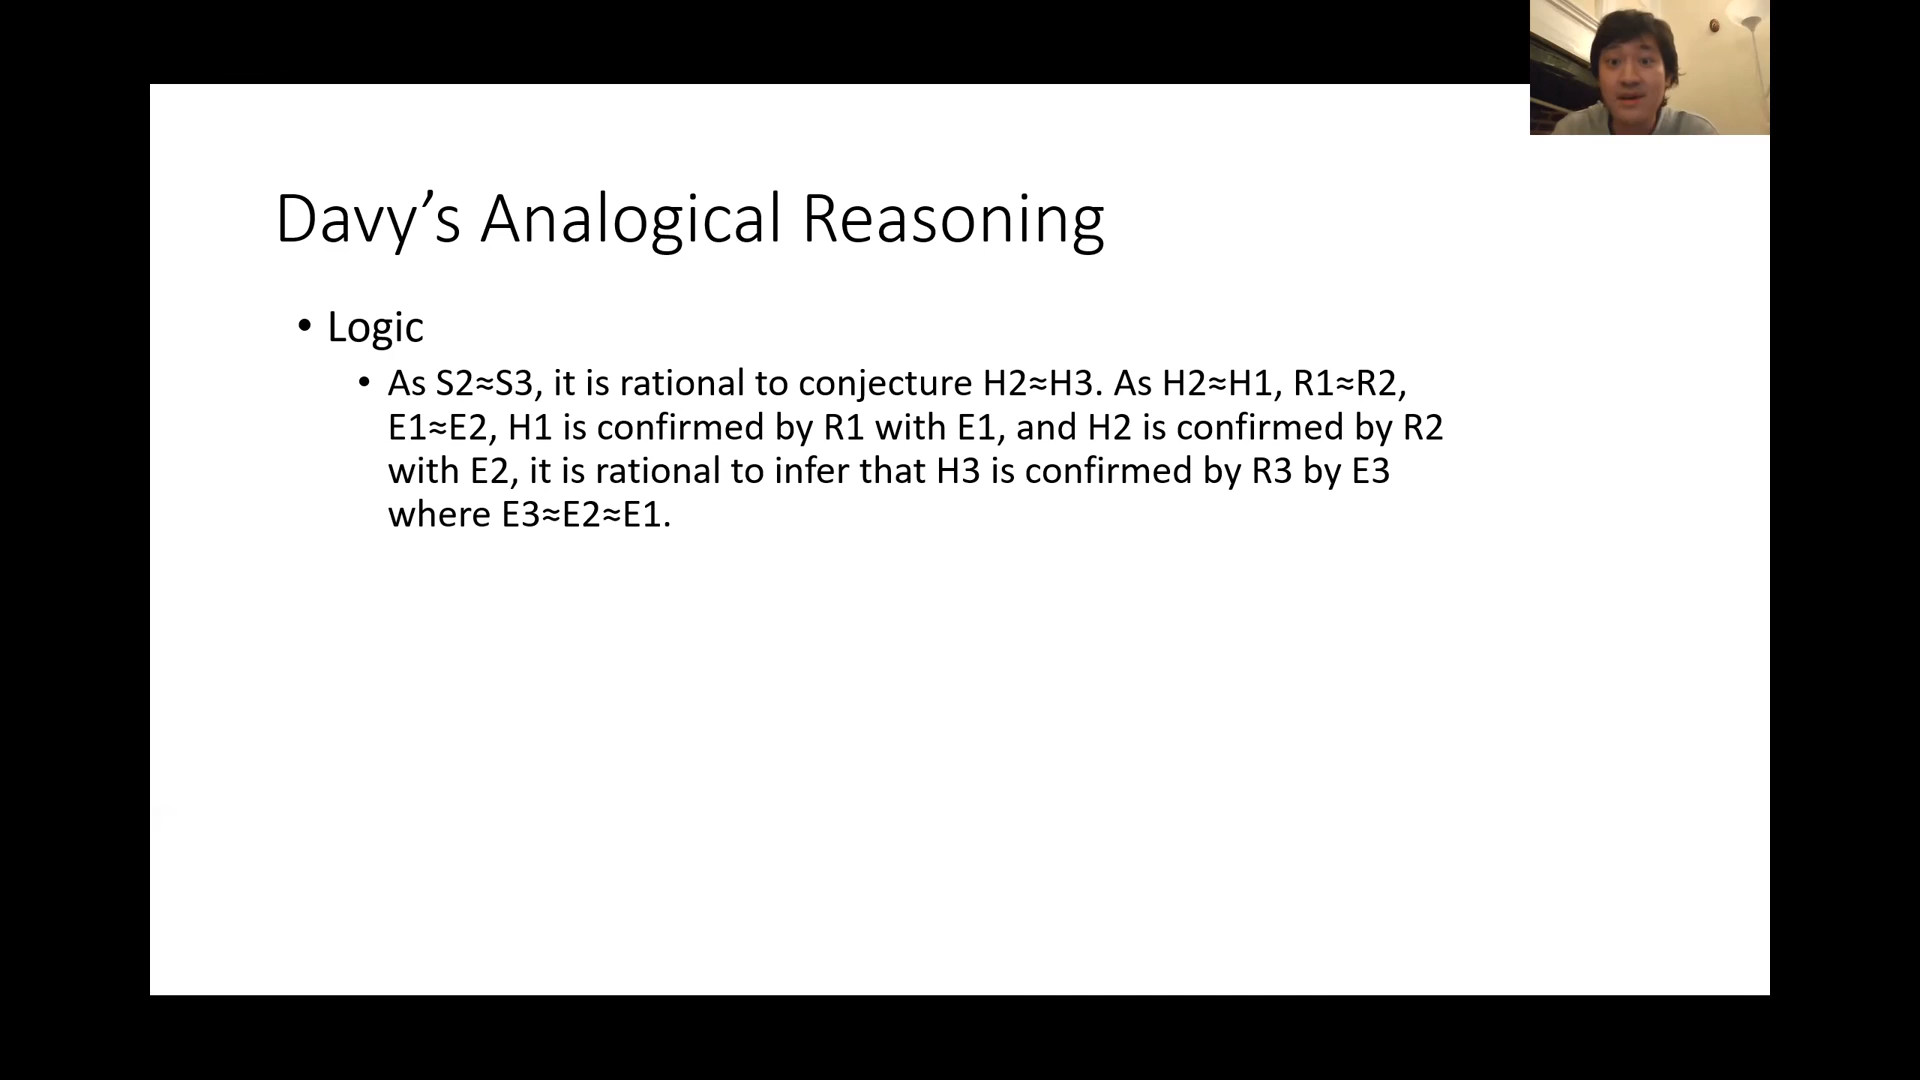 Davy’s Analogical Reasoning
• Logic
• As S2≈S3, it is rational to conjecture H2≈H3. As H2≈H1, R1≈R2,
E1≈E2, H1 is confirmed by R1 with E1, and H2 is confirmed by R2
with E2, it is rational to infer that H3 is confirmed by R3 by E3
where E3≈E2≈E1.